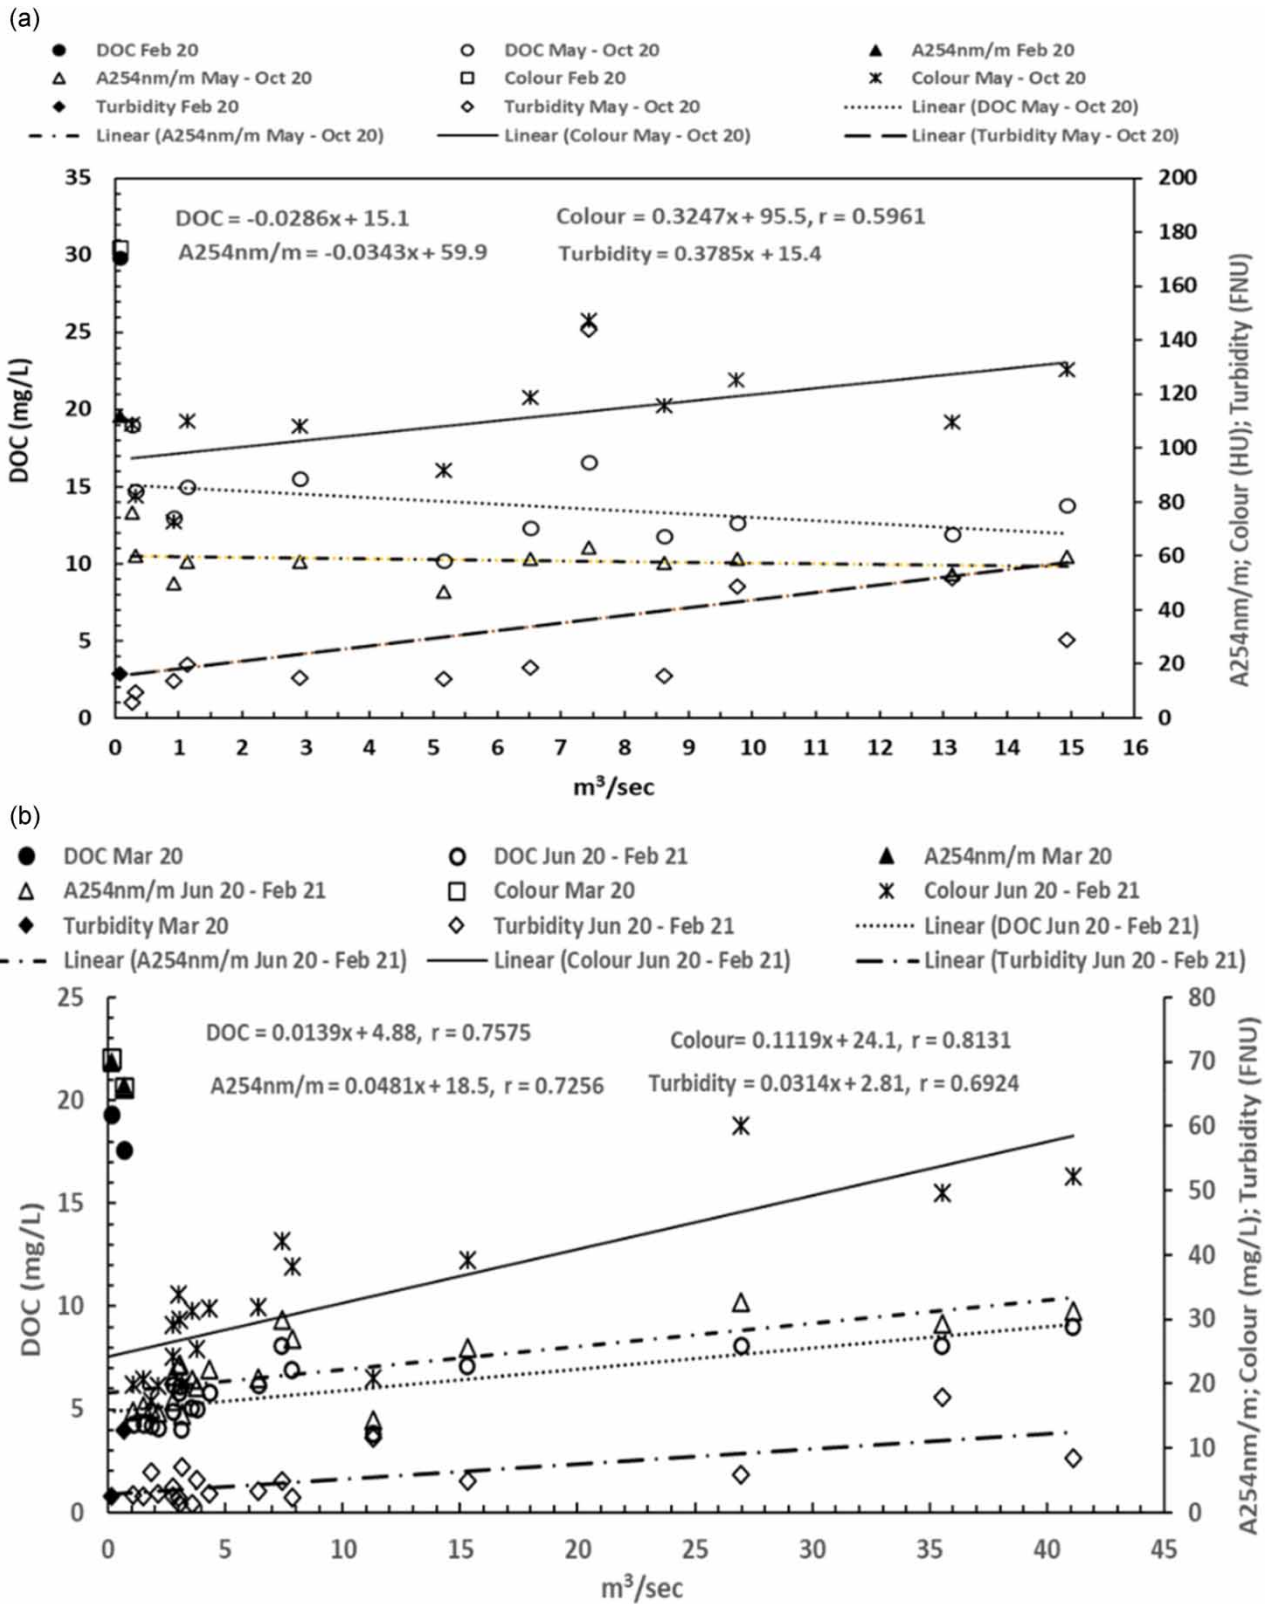 (a)
DOC Feb 20
DOC May - Oct 20
A254nm/m Feb 20
A254nm/m May - Oct 20
Colour Feb 20
Colour May - Oct 20
Turbidity Feb 20
Turbidity May - Oct 20
Linear (DOC May - Oct 20)
Linear (A254nm/m May - Oct 20)
Linear (Colour May - Oct 20)
Linear (Turbidity May - Oct 20)
DOC = -0.0286x + 15.1
Colour = 0.3247x + 95.5, r = 0.5961
A254nm/m = -0.0343x + 59.9
Turbidity = 0.3785x + 15.4
DOC (mg/L)
35
30
25
20
15
10
5
0
200
180
160
140
120
100
80
60
40
20
0
A254nm/m; Colour (HU); Turbidity (FNU)
0 1 2 3 4 5 6 7 8 9 10 11 12 13 14 15 16
m³/sec
(b)
DOC Mar 20
DOC Jun 20 - Feb 21
A254nm/m Mar 20
A254nm/m Jun 20 - Feb 21
Colour Mar 20
Colour Jun 20 - Feb 21
Turbidity Mar 20
Turbidity Jun 20 - Feb 21
Linear (DOC Jun 20 - Feb 21)
Linear (A254nm/m Jun 20 - Feb 21)
Linear (Colour Jun 20 - Feb 21)
Linear (Turbidity Jun 20 - Feb 21)
DOC = 0.0139x + 4.88, r = 0.7575
Colour= 0.1119x + 24.1, r = 0.8131
A254nm/m = 0.0481x + 18.5, r = 0.7256
Turbidity = 0.0314x + 2.81, r = 0.6924
DOC (mg/L)
25
20
15
10
5
0
80
70
60
50
40
30
20
10
0
A254nm/m; Colour (mg/L); Turbidity (FNU)
0 5 10 15 20 25 30 35 40 45
m³/sec